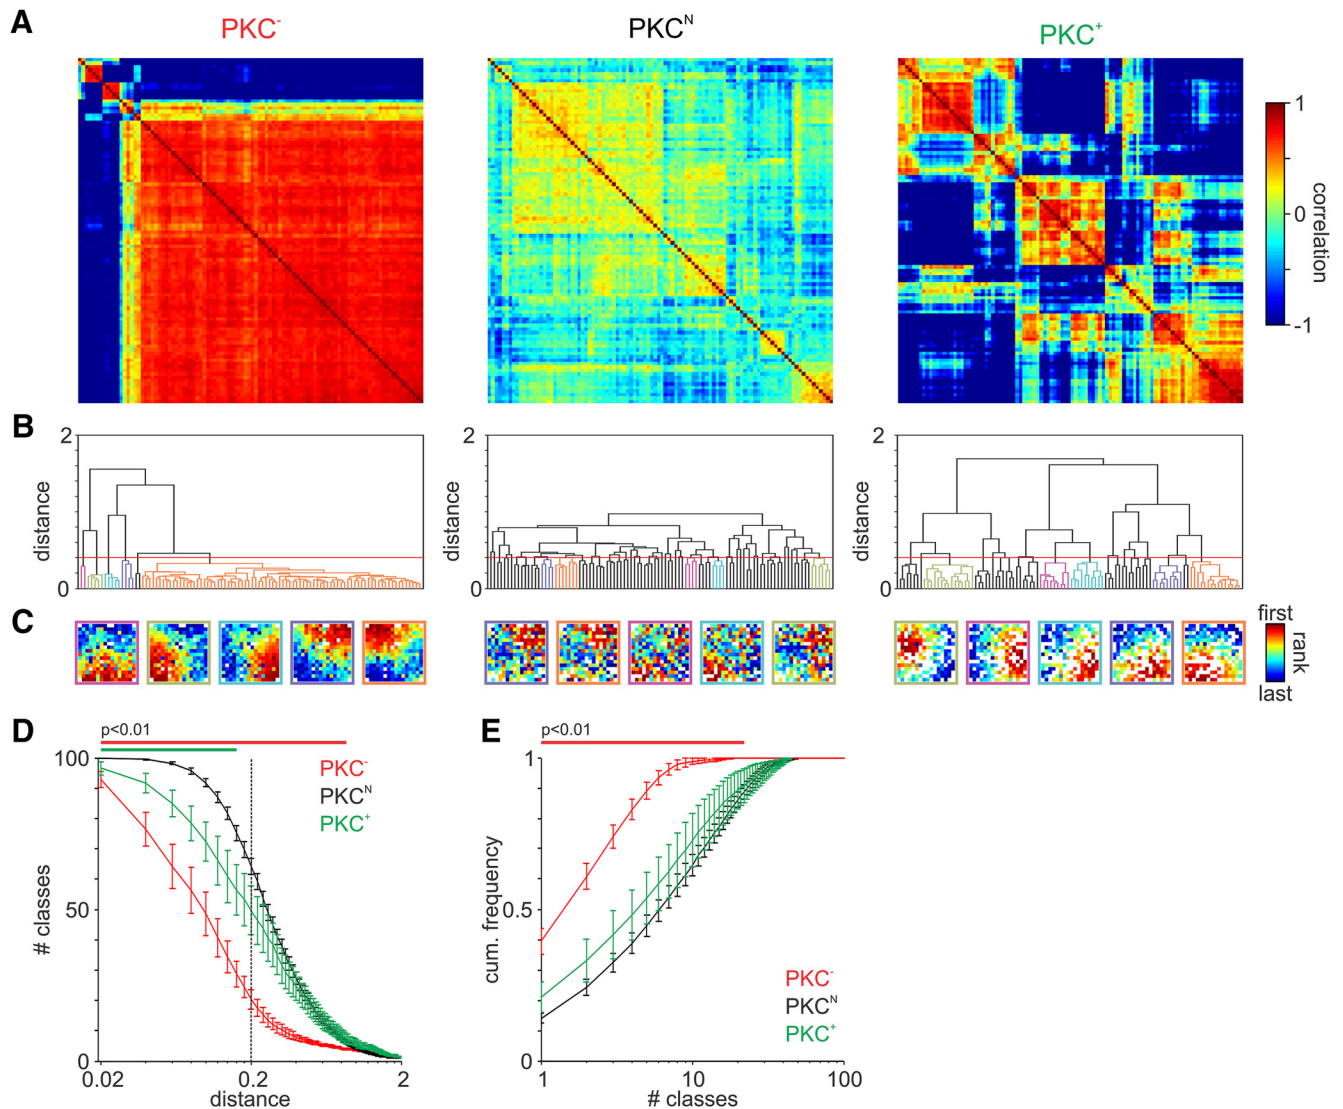 A
PKC⁻
PKCᴺ
PKC⁺
1
0
-1
correlation
B
2
0
distance
2
0
distance
2
0
distance
C
first
last
rank
D
p<0.01
100
50
0
# classes
PKC⁻
PKCᴺ
PKC⁺
0.02
0.2
2
distance
E
p<0.01
1
0.5
0
cum. frequency
PKC⁻
PKCᴺ
PKC⁺
1
10
100
# classes